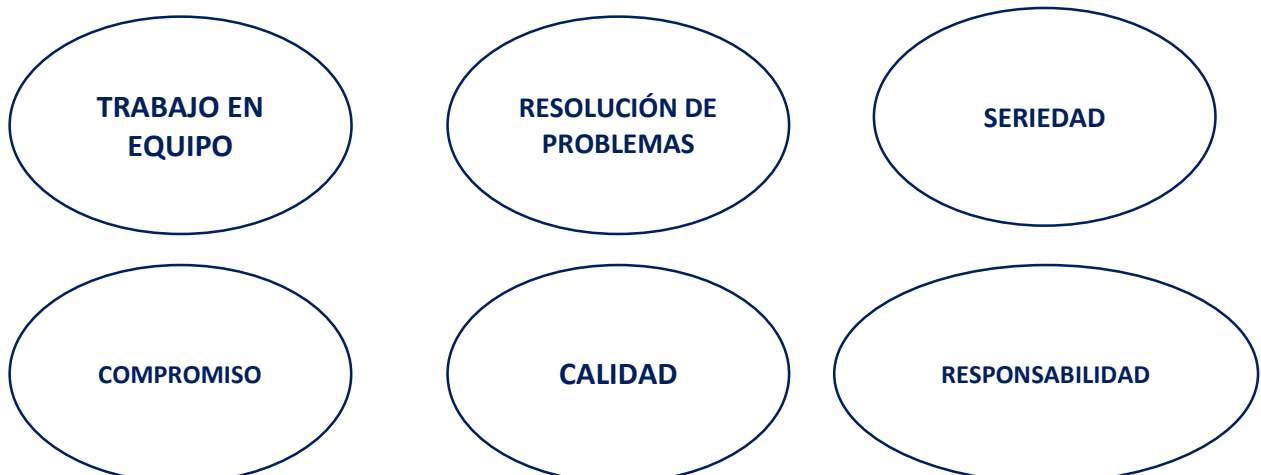 TRABAJO EN
EQUIPO
RESOLUCIÓN DE
PROBLEMAS
SERIEDAD
COMPROMISO
CALIDAD
RESPONSABILIDAD